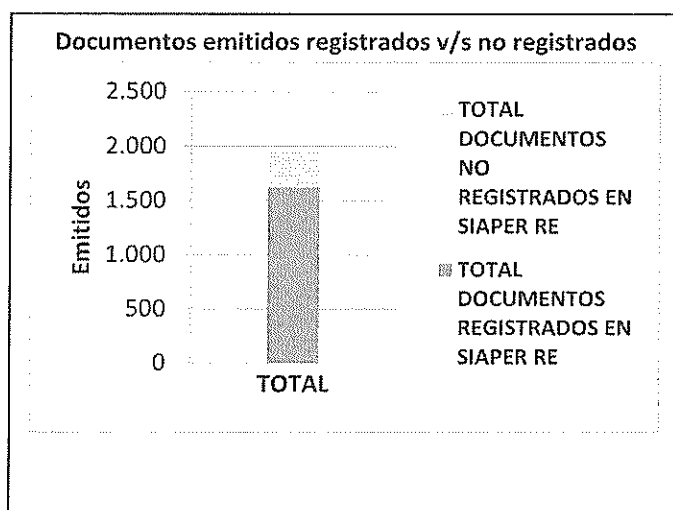 Documentos emitidos registrados v/s no registrados
2.500
2.000
1.500
1.000
500
0
Emitidos
TOTAL
TOTAL
DOCUMENTOS
NO
REGISTRADOS EN
SIAPER RE
TOTAL
DOCUMENTOS
REGISTRADOS EN
SIAPER RE